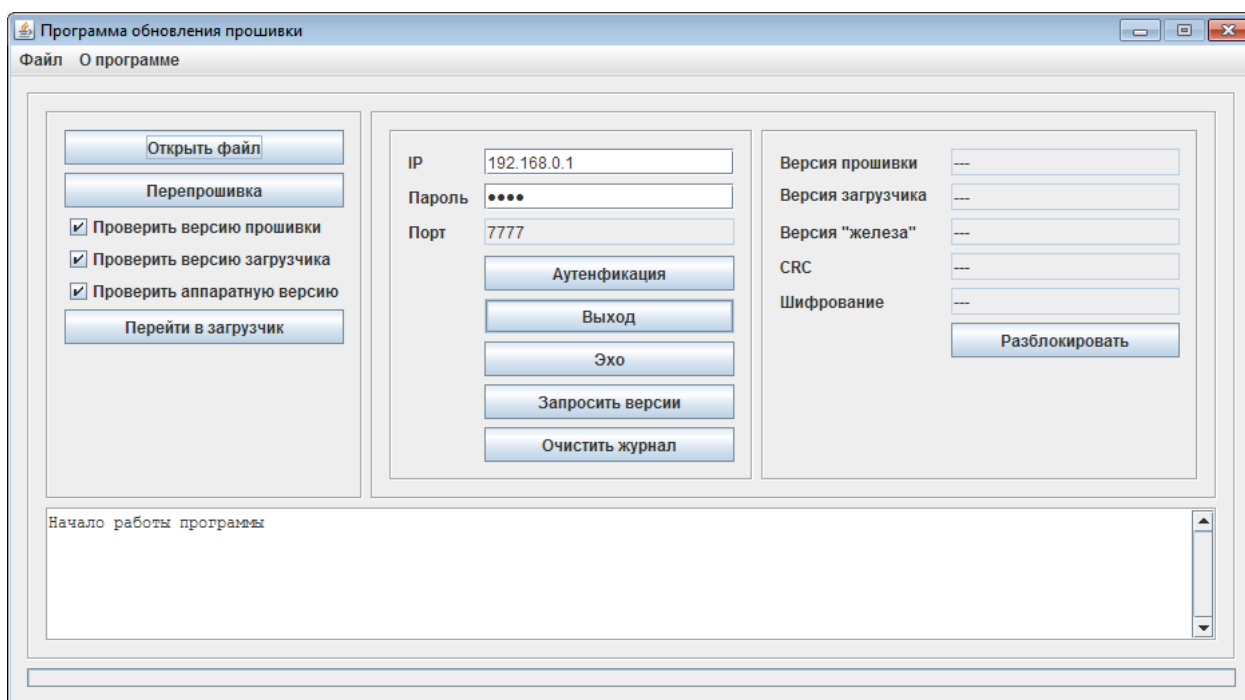 Программа обновления прошивки
Файл О программе
Открыть файл
Перепрошивка
Проверить версию прошивки
Проверить версию загрузчика
Проверить аппаратную версию
Перейти в загрузчик
IP 192.168.0.1
Пароль ●●●●
Порт 7777
Аутенфикация
Выход
Эхо
Запросить версии
Очистить журнал
Версия прошивки ---
Версия загрузчика ---
Версия "железа" ---
CRC ---
Шифрование ---
Разблокировать
Начало работы программы